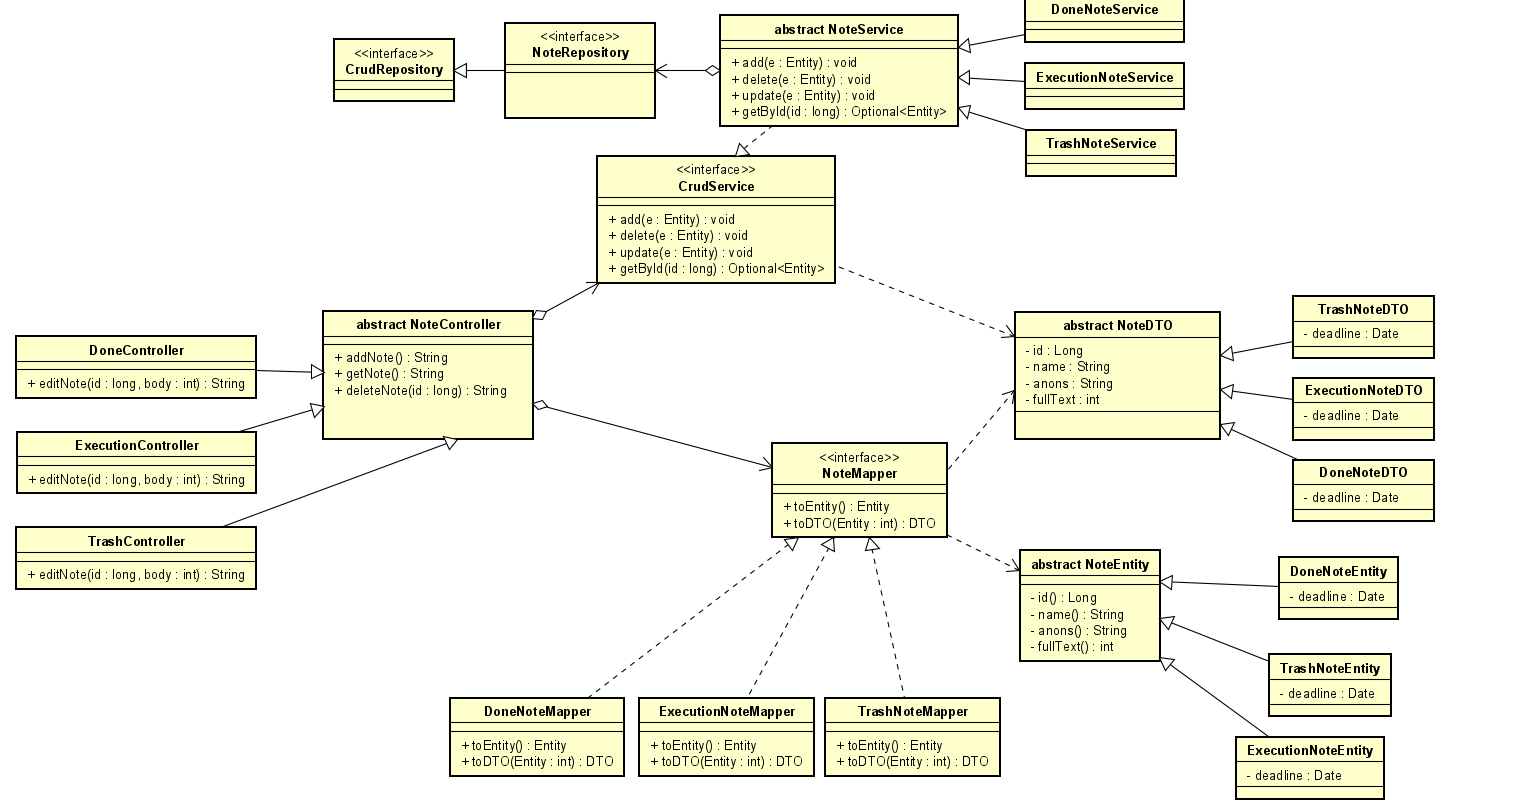 <<interface>>
CrudRepository
<<interface>>
NoteRepository
abstract NoteService
+ add(e : Entity) : void
+ delete(e : Entity) : void
+ update(e : Entity) : void
+ getById(id : long) : Optional<Entity>
DoneNoteService
ExecutionNoteService
TrashNoteService
<<interface>>
CrudService
+ add(e : Entity) : void
+ delete(e : Entity) : void
+ update(e : Entity) : void
+ getById(id : long) : Optional<Entity>
abstract NoteController
+ addNote() : String
+ getNote() : String
+ deleteNote(id : long) : String
DoneController
+ editNote(id : long, body : int) : String
ExecutionController
+ editNote(id : long, body : int) : String
TrashController
+ editNote(id : long, body : int) : String
abstract NoteDTO
- id : Long
- name : String
- anons : String
- fullText : int
TrashNoteDTO
- deadline : Date
ExecutionNoteDTO
- deadline : Date
DoneNoteDTO
- deadline : Date
<<interface>>
NoteMapper
+ toEntity() : Entity
+ toDTO(Entity : int) : DTO
abstract NoteEntity
- id() : Long
- name() : String
- anons() : String
- fullText() : int
DoneNoteEntity
- deadline : Date
TrashNoteEntity
- deadline : Date
ExecutionNoteEntity
- deadline : Date
DoneNoteMapper
+ toEntity() : Entity
+ toDTO(Entity : int) : DTO
ExecutionNoteMapper
+ toEntity() : Entity
+ toDTO(Entity : int) : DTO
TrashNoteMapper
+ toEntity() : Entity
+ toDTO(Entity : int) : DTO